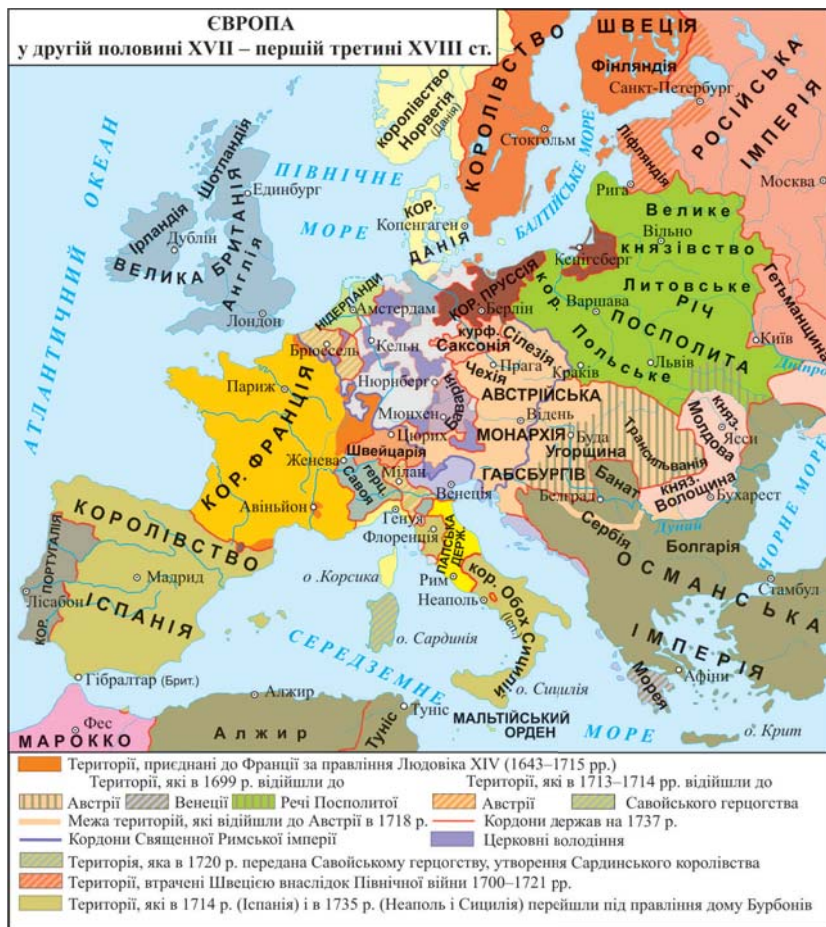 ЄВРОПА
у другій половині XVII – першій третині XVIII ст.
КОРОЛІВСТВО
ШВЕЦІЯ
Фінляндія
Санкт-Петербург
Стокгольм
королівство
Норвегія
(Данія)
РОСІЙСЬКА
ІМПЕРІЯ
Ліфляндія
Рига
Москва
АТЛАНТИЧНИЙ ОКЕАН
ПІВНІЧНЕ
МОРЕ
БАЛТІЙСЬКЕ МОРЕ
Шотландія
Единбург
Ірландія
Дублін
ВЕЛИКА БРИТАНІЯ
Англія
Лондон
КОР.
ДАНІЯ
Копенгаген
Велике
Вільно
князівство
Литовське
Кенігсберг
КОР. ПРУССІЯ
Берлін
кор.
Польське
Варшава
РІЧ
ПОСПОЛИТА
Гетьманщина
Київ
Дніпро
Львів
Краків
НІДЕРЛАНДИ
Амстердам
Брюссель
Кельн
курф.
Саксонія
Сілезія
Чехія
Прага
Нюрнберг
Мюнхен
Баварія
АВСТРІЙСЬКА
МОНАРХІЯ
ГАБСБУРГІВ
Відень
Буда
Угорщина
Трансильванія
Банат
Белград
Сербія
княз.
Молдова
Ясси
княз.
Волощина
Бухарест
Дунай
Болгарія
ЧОРНЕ МОРЕ
Париж
КОР. ФРАНЦІЯ
Женева
Цюрих
Швейцарія
герц.
Савоя
Мілан
Венеція
Авіньйон
Генуя
Флоренція
ПАПСЬКА
ДЕРЖ.
Рим
Неаполь
кор. Обох Сицилій
(Ісп.)
о. Корсика
о. Сардинія
о. Сицилія
КОРОЛІВСТВО
ІСПАНІЯ
Мадрид
КОР. ПОРТУГАЛІЯ
Лісабон
Гібралтар (Брит.)
СЕРЕДЗЕМНЕ
МОРЕ
ОСМАНСЬКА
ІМПЕРІЯ
Стамбул
Афіни
Морея
о. Крит
МАЛЬТІЙСЬКИЙ
ОРДЕН
Фес
МАРОККО
Алжир
Алжир
Туніс
Туніс
Території, приєднані до Франції за правління Людовіка XIV (1643–1715 рр.)
Території, які в 1699 р. відійшли до
Території, які в 1713–1714 рр. відійшли до
Австрії
Венеції
Речі Посполитої
Австрії
Савойського герцогства
Межа територій, які відійшли до Австрії в 1718 р.
Кордони держав на 1737 р.
Кордони Священної Римської імперії
Церковні володіння
Територія, яка в 1720 р. передана Савойському герцогству, утворення Сардинського королівства
Території, втрачені Швецією внаслідок Північної війни 1700–1721 рр.
Території, які в 1714 р. (Іспанія) і в 1735 р. (Неаполь і Сицилія) перейшли під правління дому Бурбонів